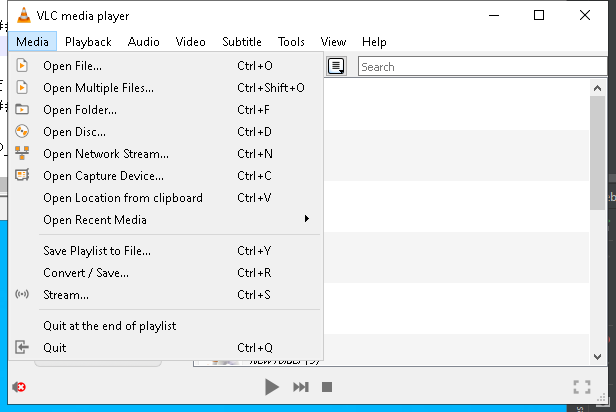 VLC media player
Media Playback Audio Video Subtitle Tools View Help
Open File... Ctrl+O
Open Multiple Files... Ctrl+Shift+O
Open Folder... Ctrl+F
Open Disc... Ctrl+D
Open Network Stream... Ctrl+N
Open Capture Device... Ctrl+C
Open Location from clipboard Ctrl+V
Open Recent Media
Save Playlist to File... Ctrl+Y
Convert / Save... Ctrl+R
Stream... Ctrl+S
Quit at the end of playlist
Quit Ctrl+Q
Search